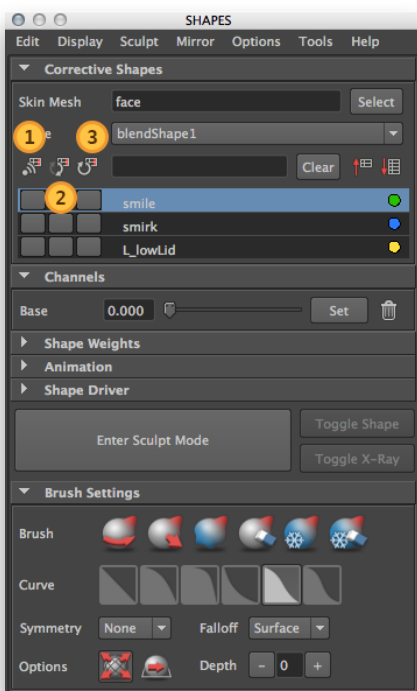 SHAPES
Edit Display Sculpt Mirror Options Tools Help
Corrective Shapes
Skin Mesh face Select
1 e 3 blendShape1
Clear
2 smile
smirk
L_lowLid
Channels
Base 0.000 Set
Shape Weights
Animation
Shape Driver
Enter Sculpt Mode
Toggle Shape
Toggle X-Ray
Brush Settings
Brush
Curve
Symmetry None Falloff Surface
Options Depth - 0 +